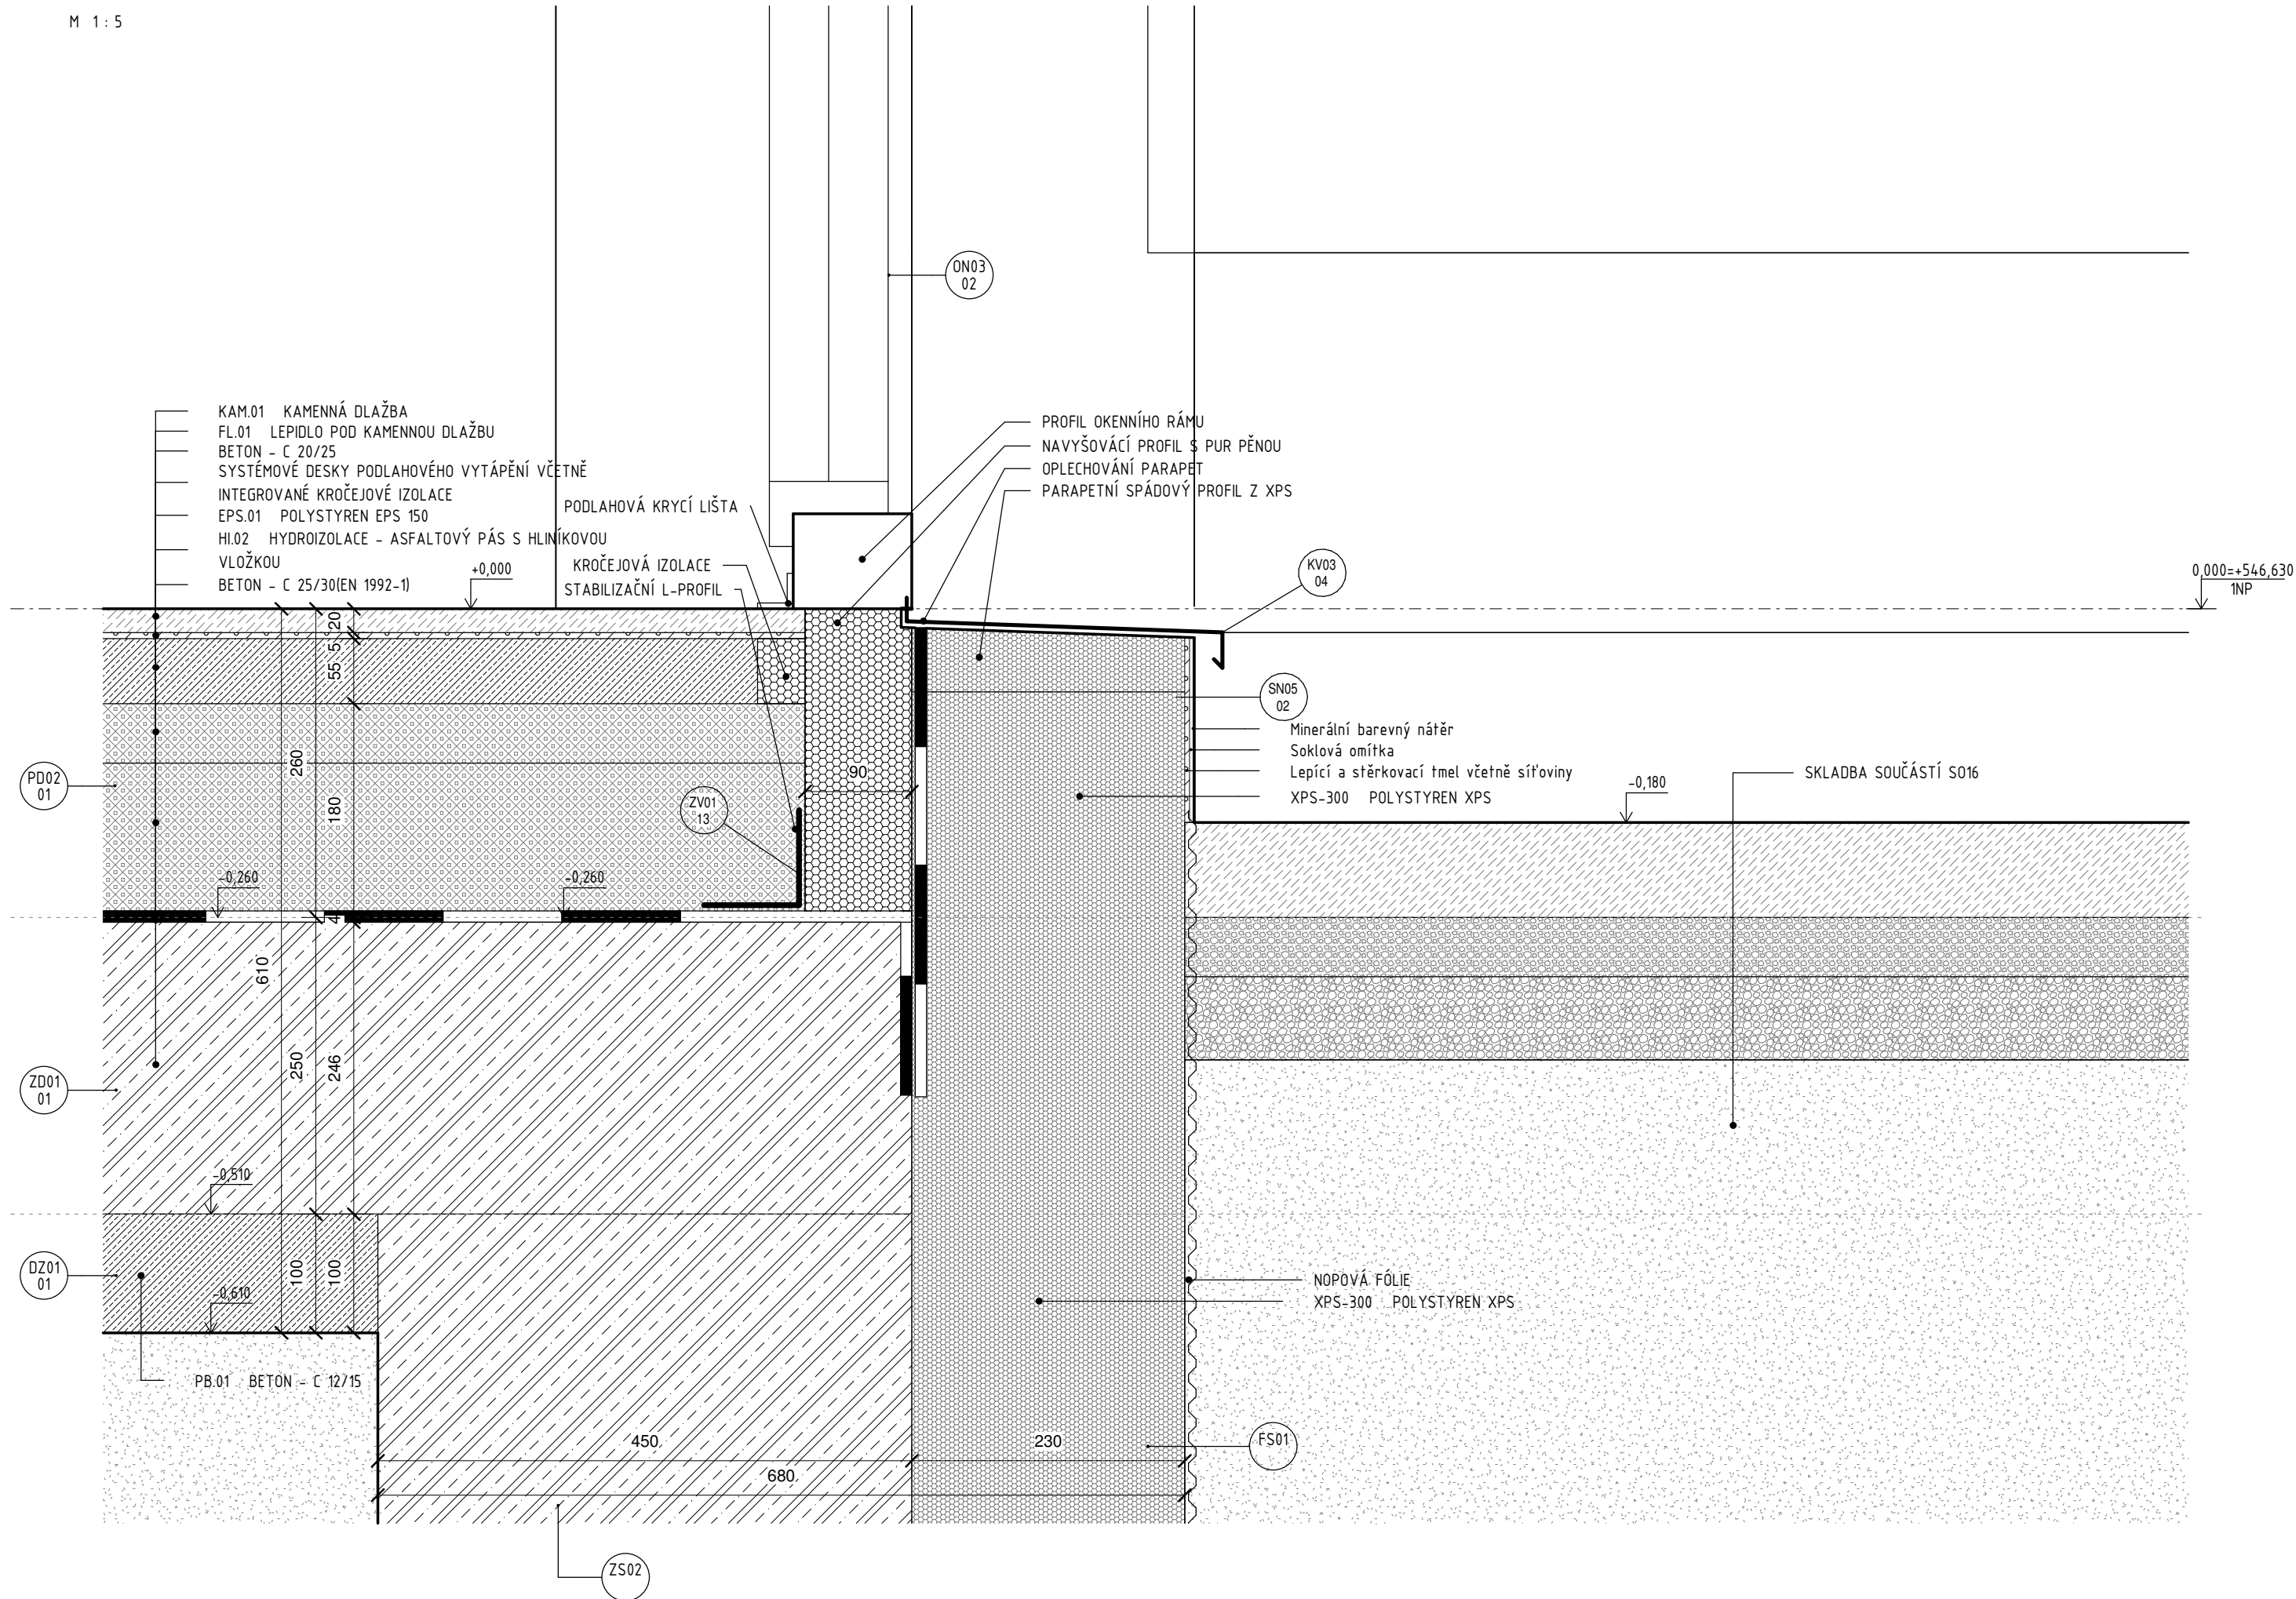 M 1:5
ON03
02
KAM.01 KAMENNÁ DLAŽBA
FL.01 LEPIDLO POD KAMENNOU DLAŽBU
BETON - C 20/25
SYSTÉMOVÉ DESKY PODLAHOVÉHO VYTÁPĚNÍ VČETNĚ
INTEGROVANÉ KROČEJOVÉ IZOLACE
EPS.01 POLYSTYREN EPS 150
HI.02 HYDROIZOLACE - ASFALTOVÝ PÁS S HLINÍKOVOU
VLOŽKOU
BETON - C 25/30(EN 1992-1)
PODLAHOVÁ KRYCÍ LIŠTA
KROČEJOVÁ IZOLACE
STABILIZAČNÍ L-PROFIL
PROFIL OKENNÍHO RÁMU
NAVYŠOVÁCÍ PROFIL S PUR PĚNOU
OPLECHOVÁNÍ PARAPET
PARAPETNÍ SPÁDOVÝ PROFIL Z XPS
KV03
04
+0,000
0,000=+546,630
1NP
20
5
55
260
180
4
610
250
246
100
100
90
SN05
02
Minerální barevný nátěr
Soklová omítka
Lepící a stěrkovací tmel včetně síťoviny
XPS-300 POLYSTYREN XPS
-0,180
SKLADBA SOUČÁSTÍ SO16
PD02
01
ZV01
13
-0,260
-0,260
ZD01
01
-0,510
DZ01
01
-0,610
NOPOVÁ FÓLIE
XPS-300 POLYSTYREN XPS
PB.01 BETON - C 12/15
450
230
680
FS01
ZS02